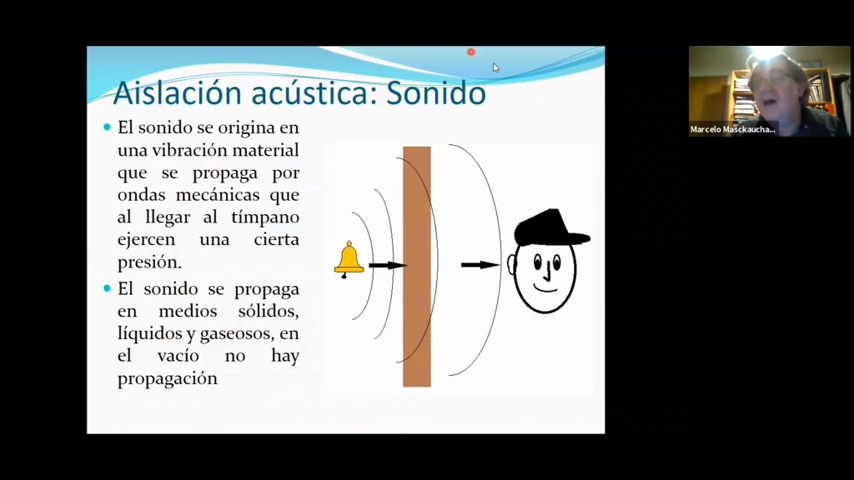 Aislación acústica: Sonido
El sonido se origina en
una vibración material
que se propaga por
ondas mecánicas que
al llegar al tímpano
ejercen una cierta
presión.
El sonido se propaga
en medios sólidos,
líquidos y gaseosos, en
el vacío no hay
propagación
Marcelo Masckaucha...